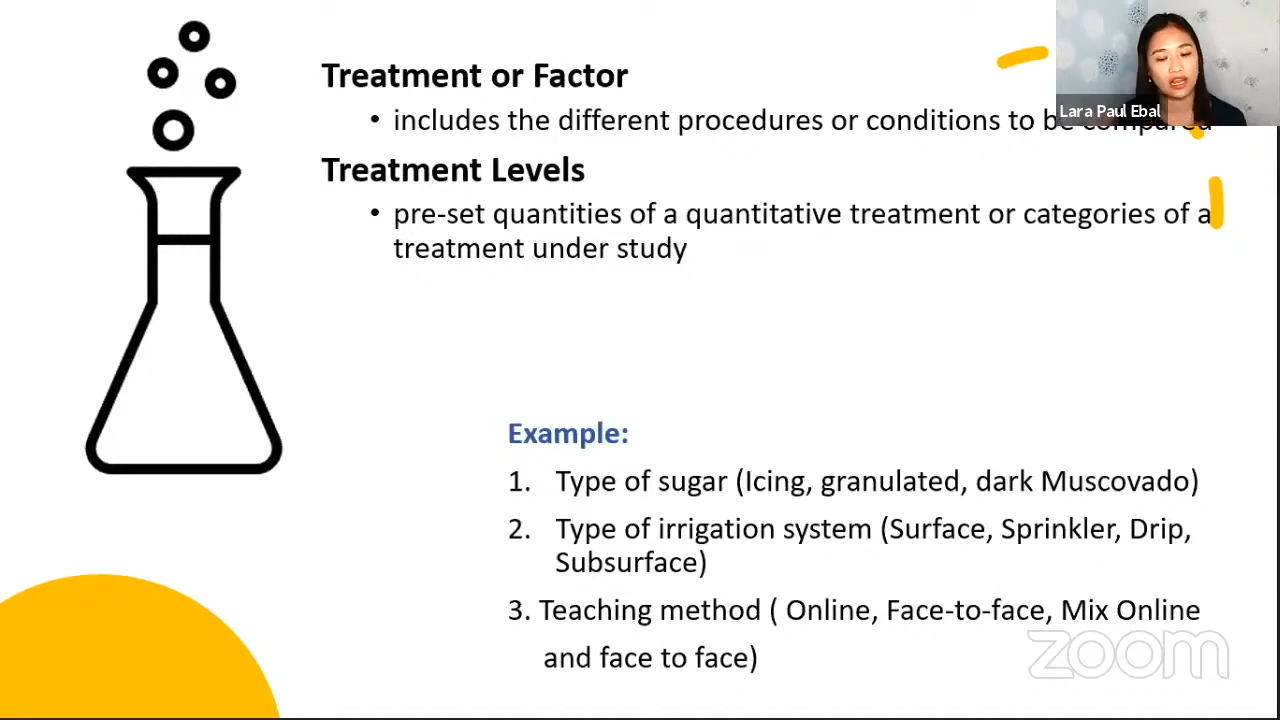 Treatment or Factor
Lara Paul Ebal
• includes the different procedures or conditions to be compared
Treatment Levels
• pre-set quantities of a quantitative treatment or categories of a
treatment under study
Example:
1. Type of sugar (Icing, granulated, dark Muscovado)
2. Type of irrigation system (Surface, Sprinkler, Drip,
Subsurface)
3. Teaching method ( Online, Face-to-face, Mix Online
and face to face)
zoom